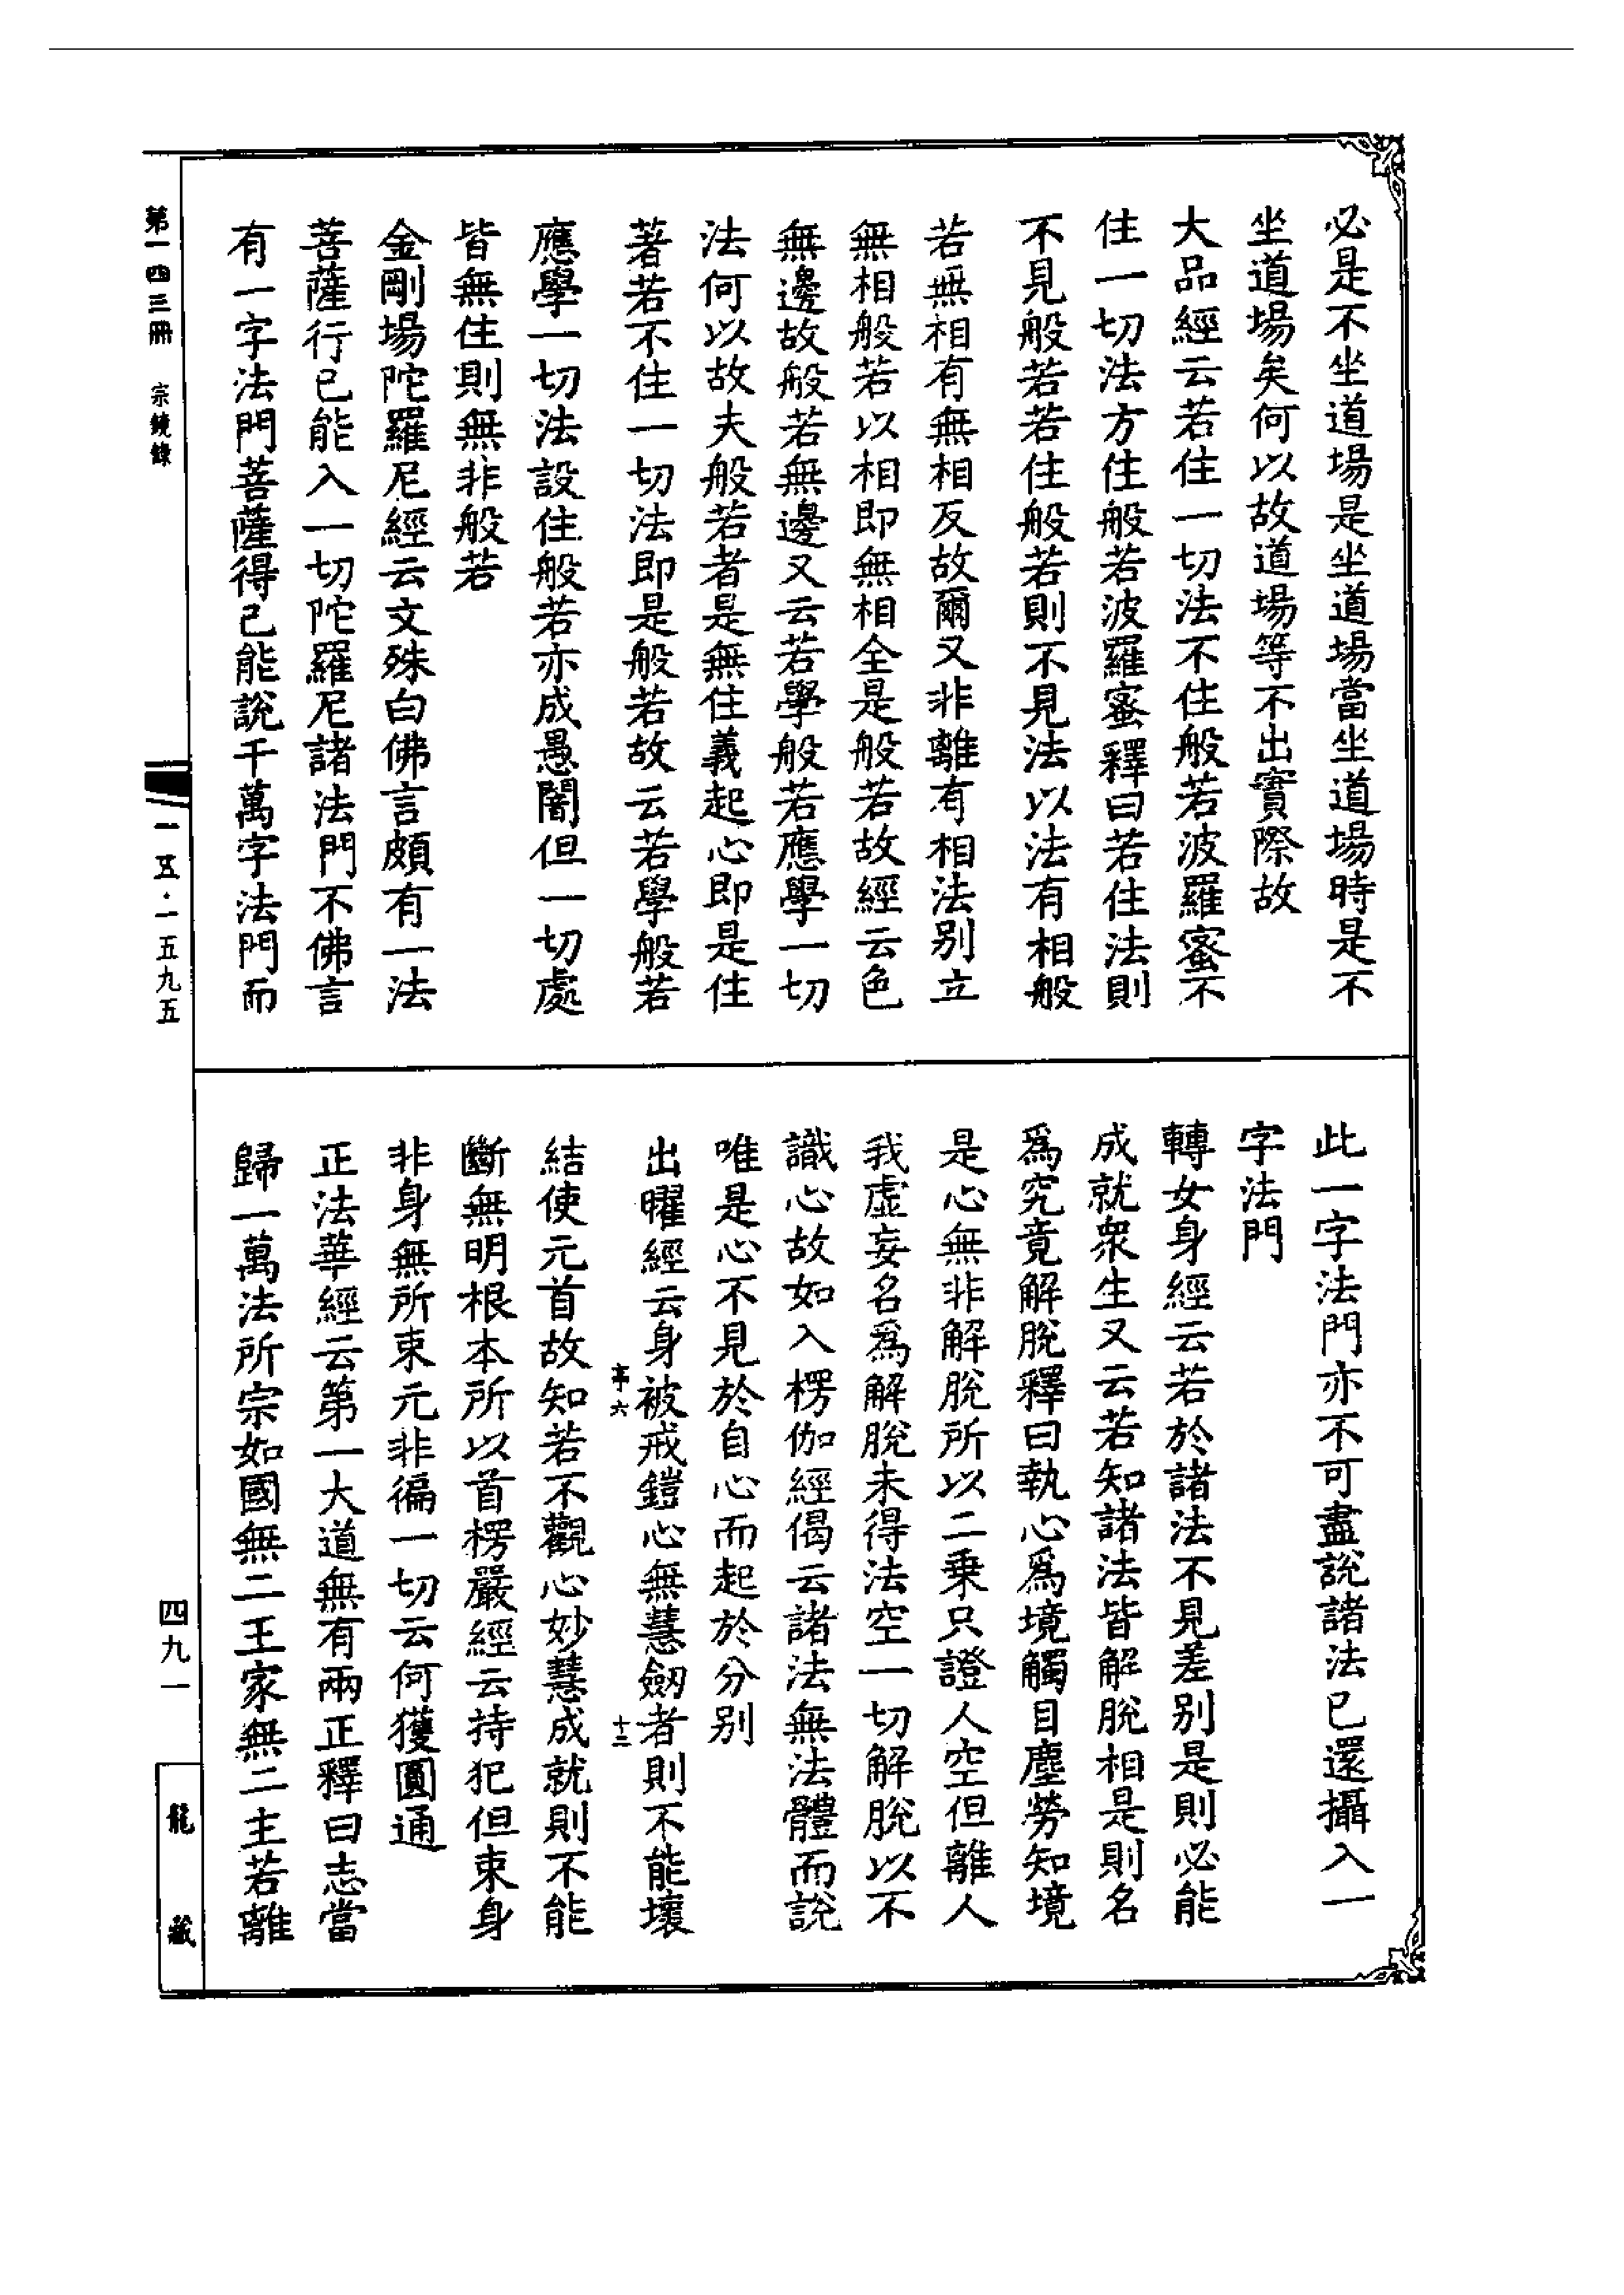 必是不坐道場是坐道場當坐道場時是不
坐道場矣何以故道場等不出實際故
大品經云若住一切法不住般若波羅蜜不
住一切法方住般若波羅蜜釋曰若住法則
不見般若若住般若則不見法以法有相般
若無相有無相反故爾又非離有相法別立
無相般若以相即無相全是般若故經云色
無邊故般若無邊又云若學般若應學一切
法何以故夫般若者是無住義起心即是住
著若不住一切法即是般若故云若學般若
應學一切法設住般若亦成愚闇但一切處
皆無住則無非般若
金剛場陀羅尼經云文殊白佛言頗有一法
菩薩行已能入一切陀羅尼諸法門不佛言
有一字法門菩薩得已能說千萬字法門而
此一字法門亦不可盡說諸法已還攝入一
字法門
轉女身經云若於諸法不見差別是則必能
成就眾生又云若知諸法皆解脫相是則名
爲究竟解脫釋曰執心爲境觸目塵勞知境
是心無非解脫所以二乘只證人空但離人
我虛妄名爲解脫未得法空一切解脫以不
識心故如入楞伽經偈云諸法無法體而說
唯是心不見於自心而起於分別
出曜經云身被戒鎧心無慧劒者則不能壞
亭六
十三
結使元首故知若不觀心妙慧成就則不能
斷無明根本所以首楞嚴經云持犯但束身
非身無所束元非徧一切云何獲圓通
正法華經云第一大道無有兩正釋曰志當
歸一萬法所宗如國無二王家無二主若離
第一四三冊
宗鏡錄
一五·一五九五
四九一
龍藏